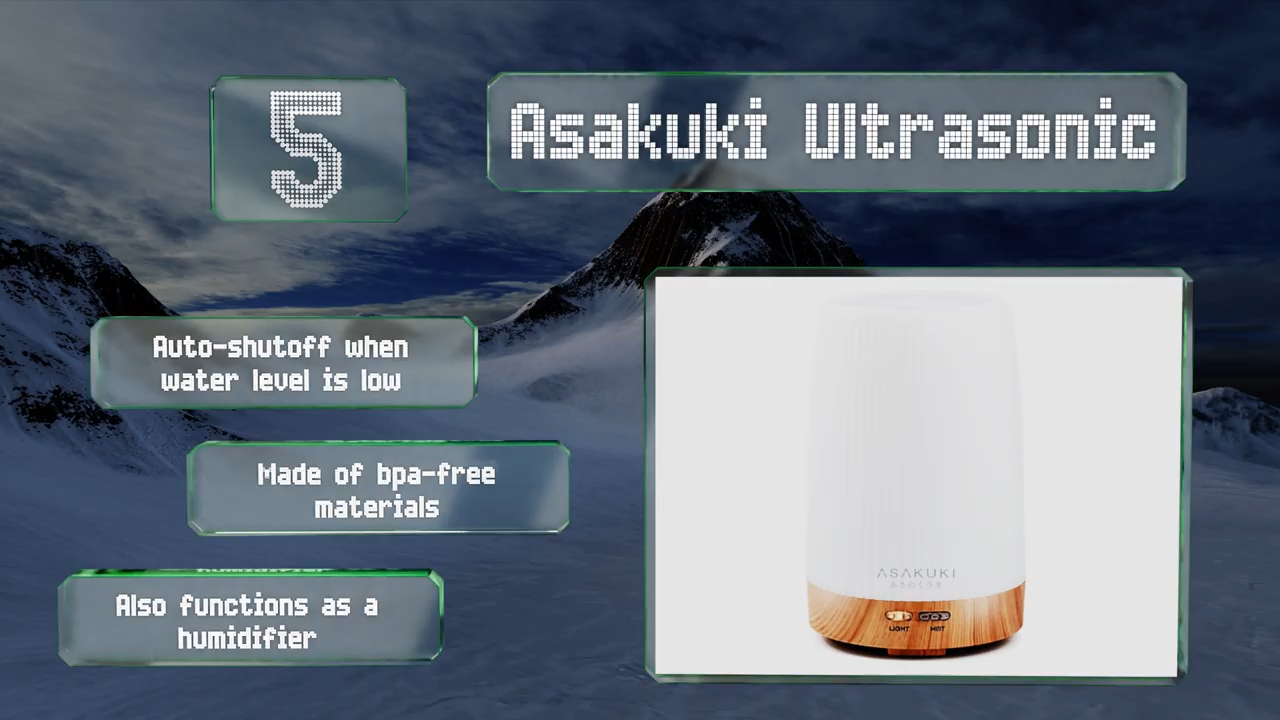 5
Asakuki Ultrasonic
Auto-shutoff when
water level is low
Made of bpa-free
materials
Also functions as a
humidifier
ASAKUKI
LIGHT
MIST